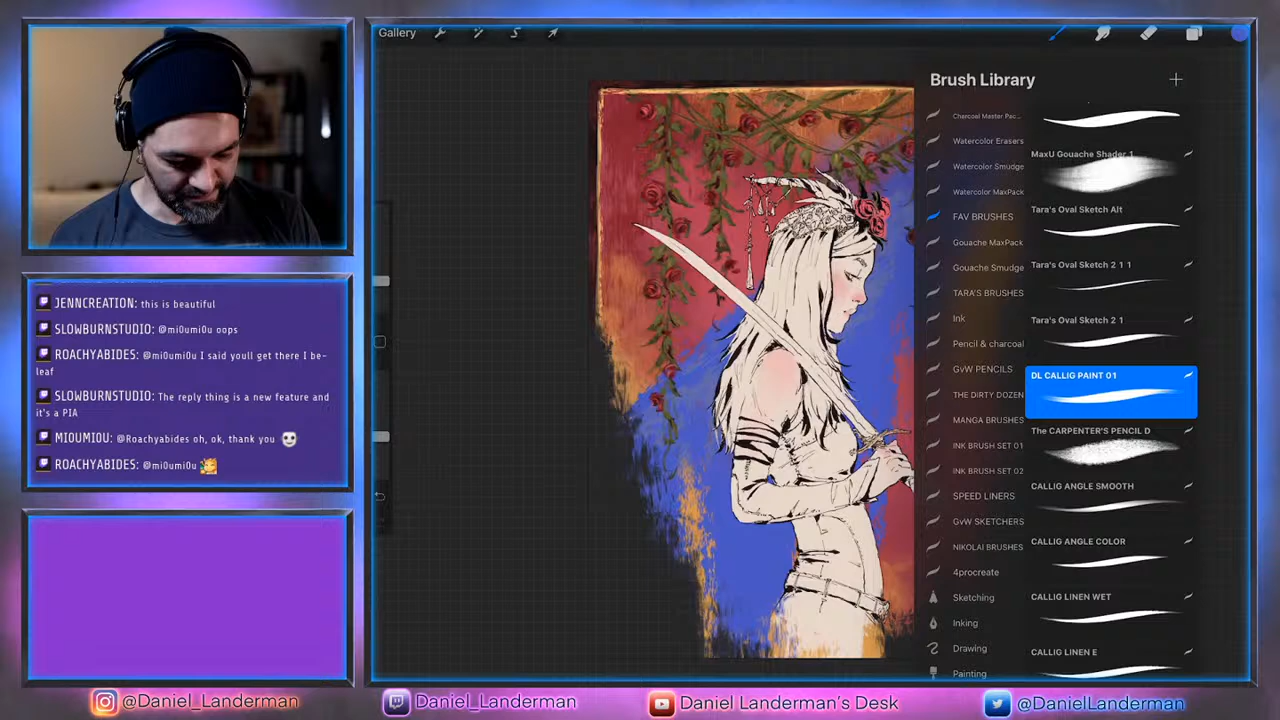 Gallery
Brush Library
Charcoal Master Pac...
Watercolor Erasers
Watercolor Smudge
Watercolor MaxPack
FAV BRUSHES
Gouache MaxPack
Gouache Smudge
TARA'S BRUSHES
Ink
Pencil & charcoal
GvW PENCILS
THE DIRTY DOZEN
MANGA BRUSHES
INK BRUSH SET 01
INK BRUSH SET 02
SPEED LINERS
GvW SKETCHERS
NIKOLAI BRUSHES
4procreate
Sketching
Inking
Drawing
Painting
MaxU Gouache Shader 1
Tara's Oval Sketch Alt
Tara's Oval Sketch 2 1 1
Tara's Oval Sketch 2 1
DL CALLIG PAINT 01
The CARPENTER'S PENCIL D
CALLIG ANGLE SMOOTH
CALLIG ANGLE COLOR
CALLIG LINEN WET
CALLIG LINEN E
JENNCREATION: this is beautiful
SLOWBURNSTUDIO: @mi0umi0u oops
ROACHYABIDES: @mi0umi0u I said youll get there I be-
leaf
SLOWBURNSTUDIO: The reply thing is a new feature and
it's a PIA
MIOUMIOU: @Roachyabides oh, ok, thank you
ROACHYABIDES: @mi0umi0u
@Daniel_Landerman
Daniel_Landerman
Daniel Landerman's Desk
@DanielLanderman